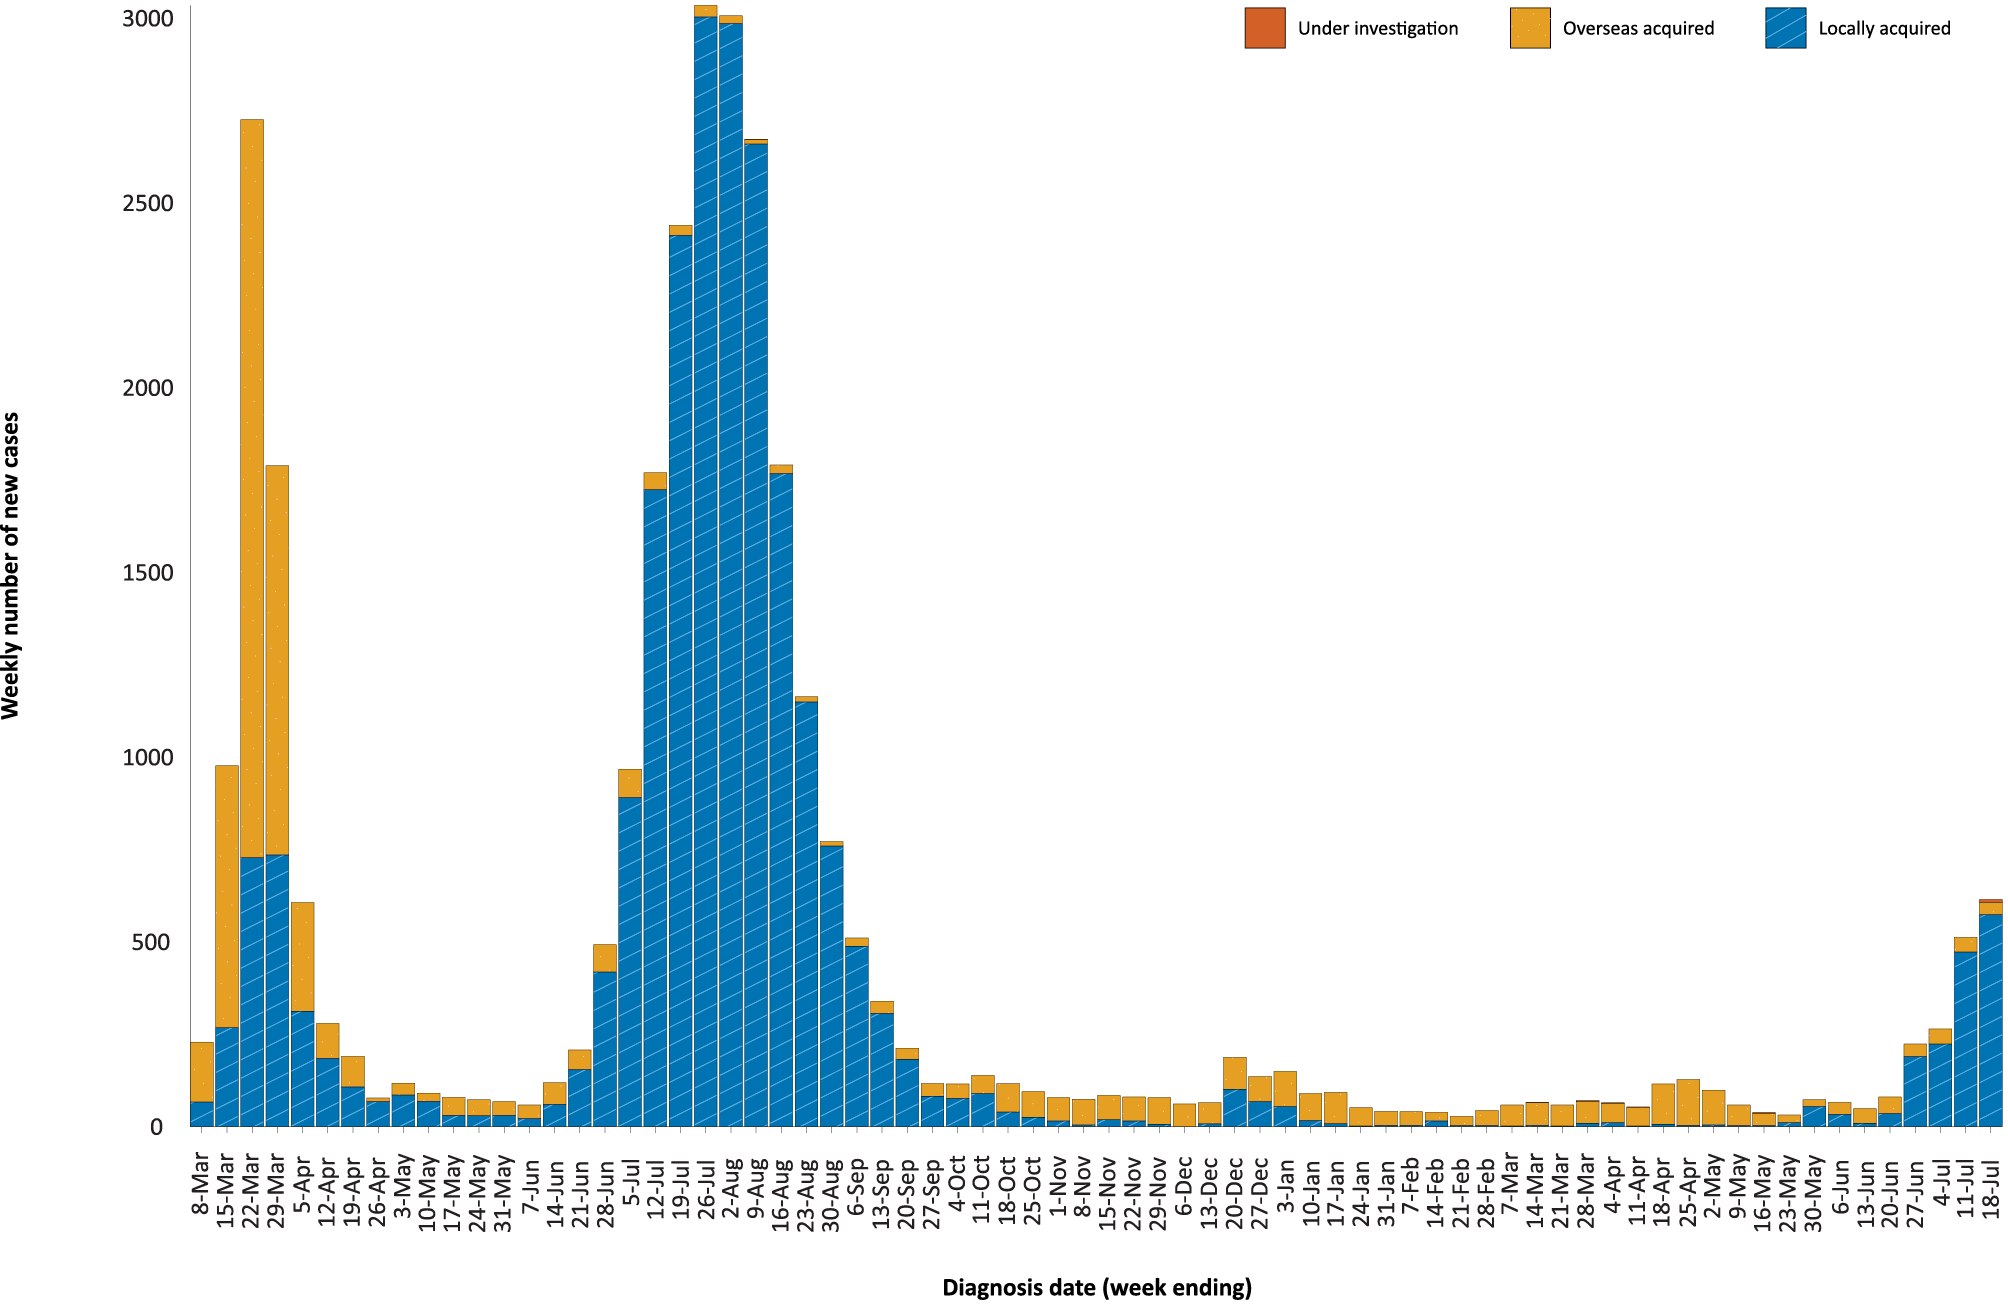 Under investigation
Overseas acquired
Locally acquired
3000
2500
2000
1500
1000
500
0
Weekly number of new cases
8-Mar
15-Mar
22-Mar
29-Mar
5-Apr
12-Apr
19-Apr
26-Apr
3-May
10-May
17-May
24-May
31-May
7-Jun
14-Jun
21-Jun
28-Jun
5-Jul
12-Jul
19-Jul
26-Jul
2-Aug
9-Aug
16-Aug
23-Aug
30-Aug
6-Sep
13-Sep
20-Sep
27-Sep
4-Oct
11-Oct
18-Oct
25-Oct
1-Nov
8-Nov
15-Nov
22-Nov
29-Nov
6-Dec
13-Dec
20-Dec
27-Dec
3-Jan
10-Jan
17-Jan
24-Jan
31-Jan
7-Feb
14-Feb
21-Feb
28-Feb
7-Mar
14-Mar
21-Mar
28-Mar
4-Apr
11-Apr
18-Apr
25-Apr
2-May
9-May
16-May
23-May
30-May
6-Jun
13-Jun
20-Jun
27-Jun
4-Jul
11-Jul
18-Jul
Diagnosis date (week ending)